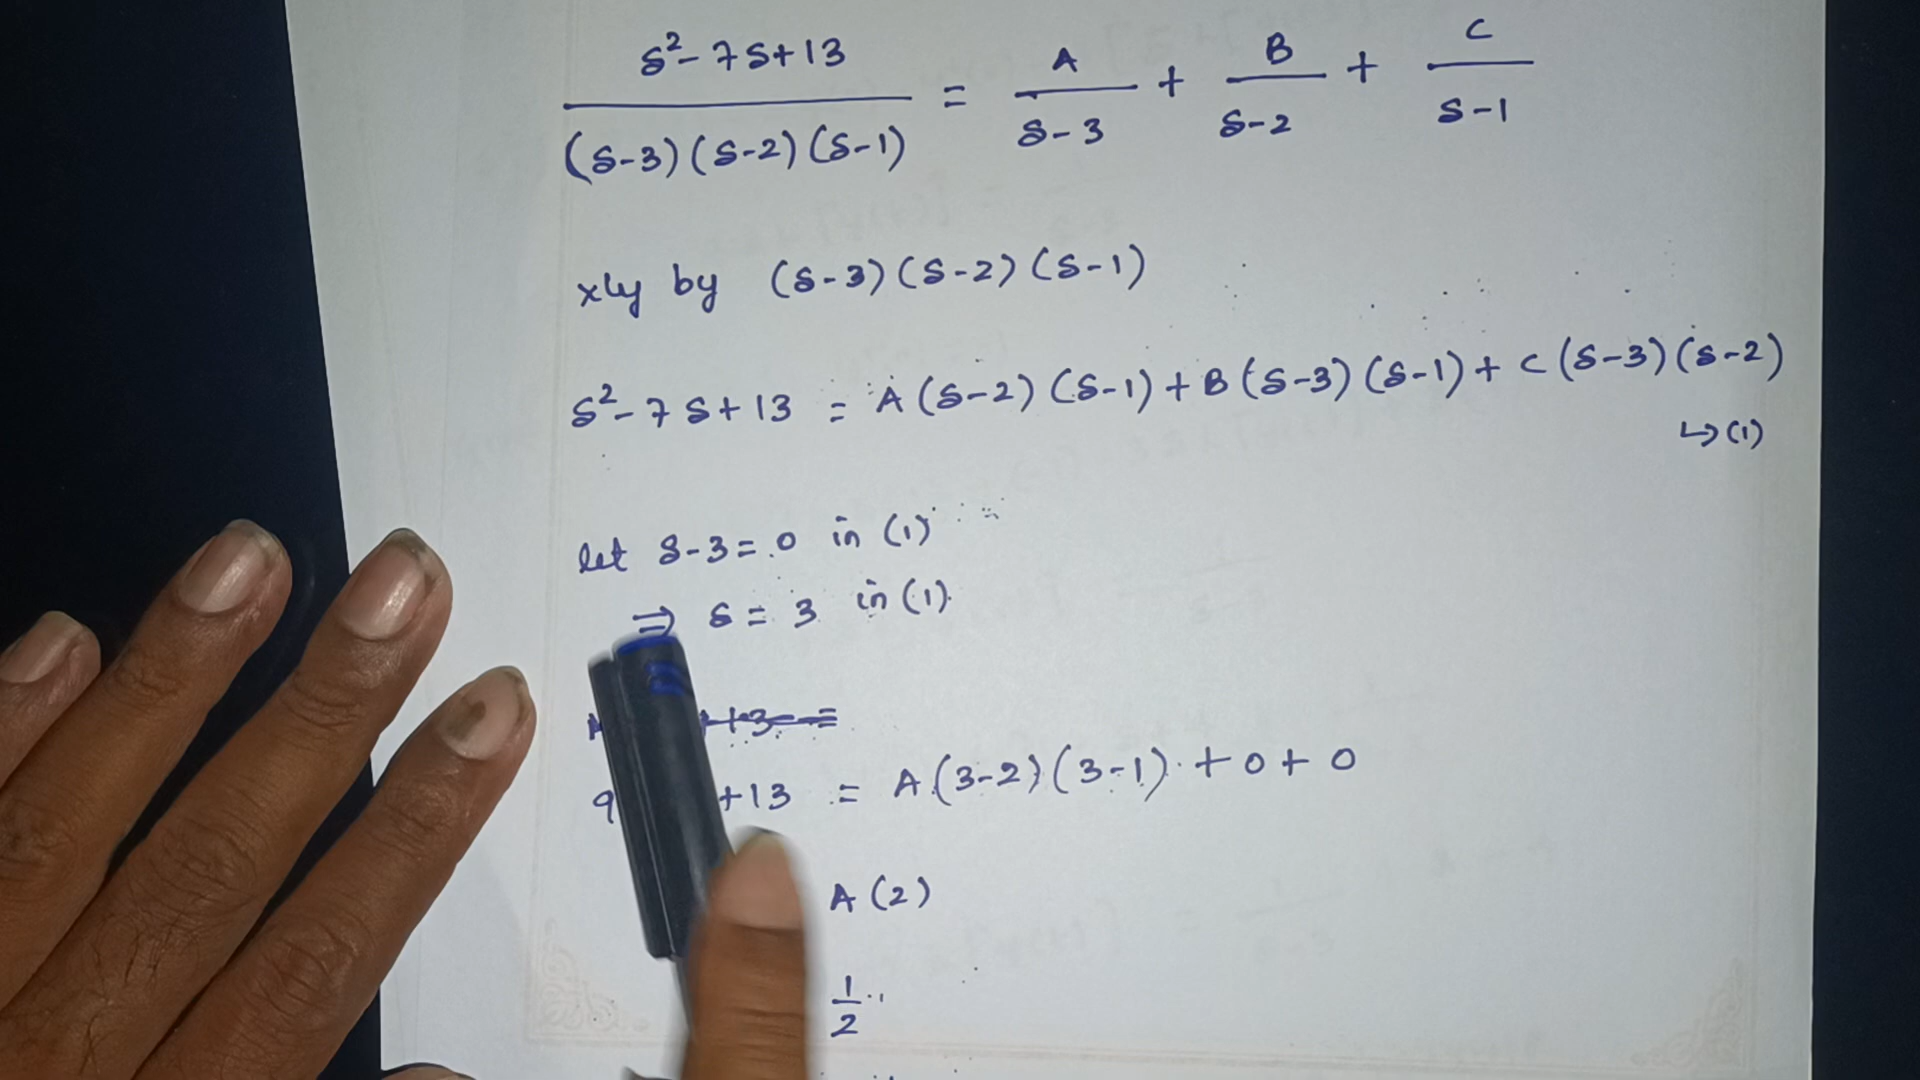 s²-7s+13 / (s-3)(s-2)(s-1) = A / s-3 + B / s-2 + C / s-1
xly by (s-3)(s-2)(s-1)
s²-7s+13 = A(s-2)(s-1)+B(s-3)(s-1)+C(s-3)(s-2)
↳(1)
let s-3=0 in (1)
⇒ s = 3 in (1)
+13 =
9 +13 = A(3-2)(3-1)+0+0
A(2)
1/2